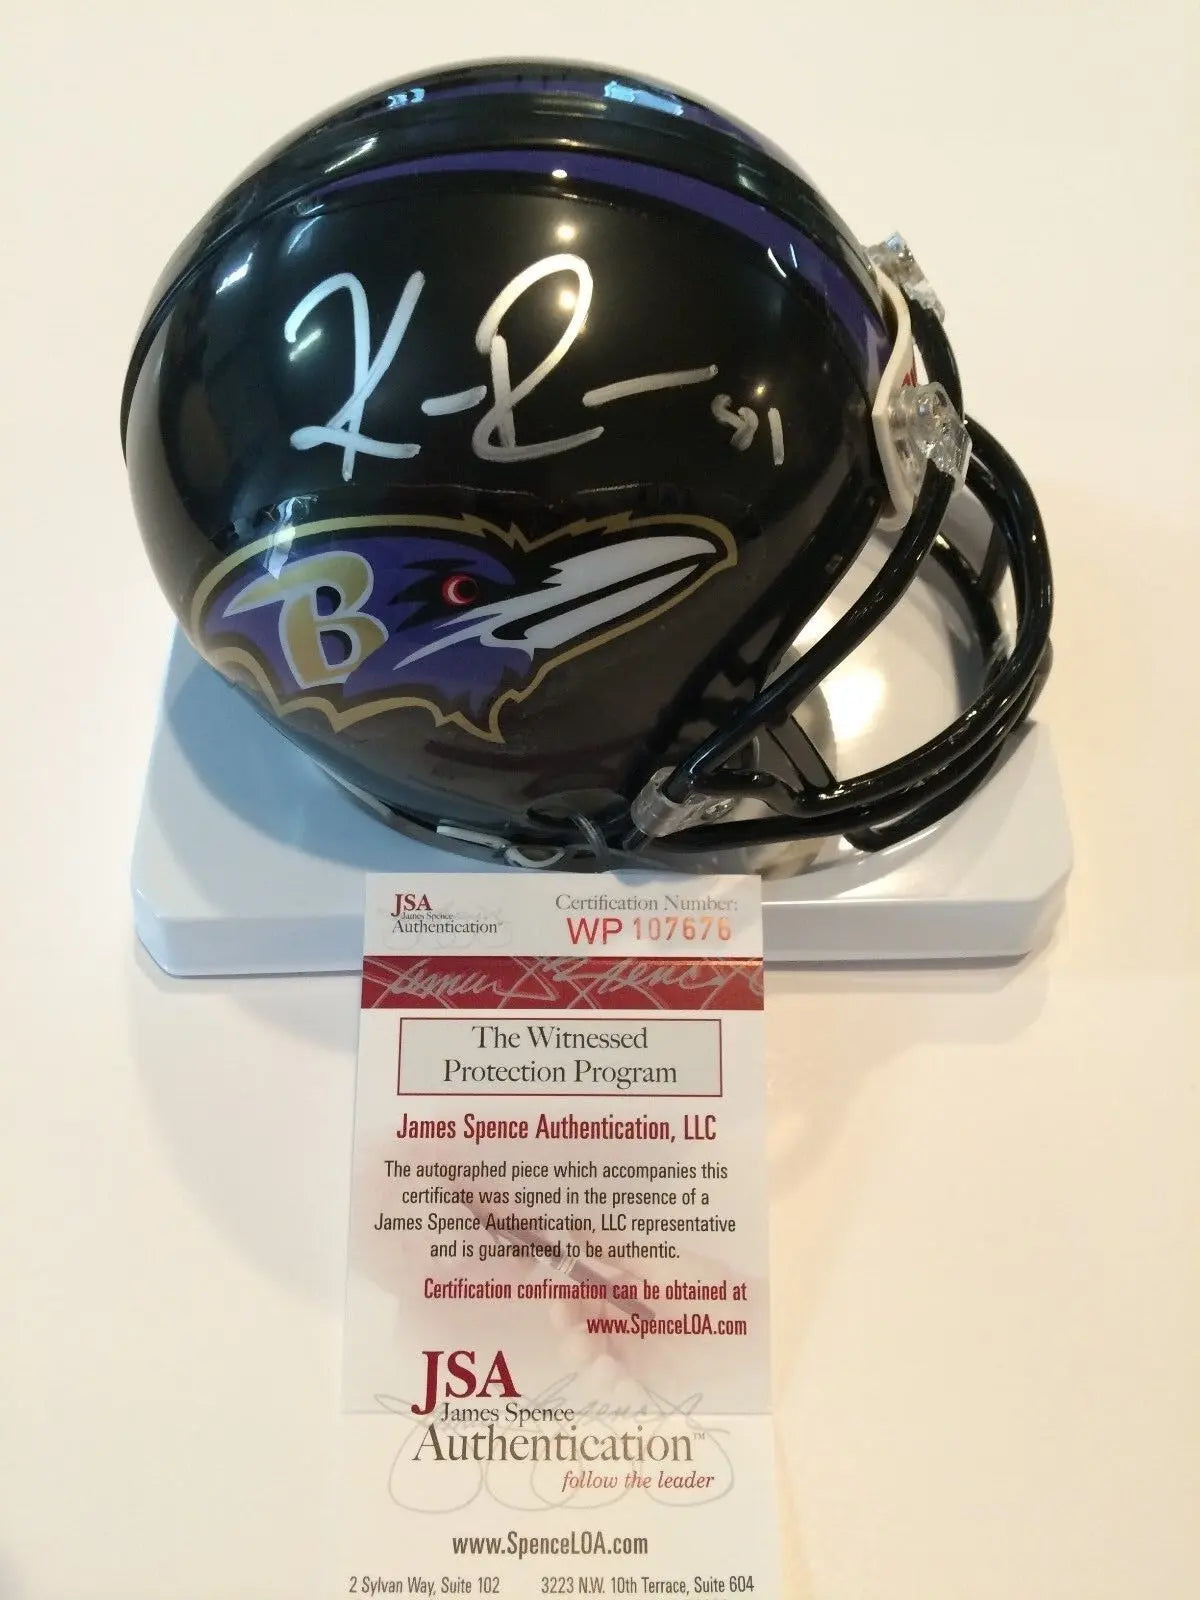 K R 81
B
JSA
James Spence
Authentication
Certification Number:
WP 107676
The Witnessed
Protection Program
James Spence Authentication, LLC
The autographed piece which accompanies this
certificate was signed in the presence of a
James Spence Authentication, LLC representative
and is guaranteed to be authentic.
Certification confirmation can be obtained at
www.SpenceLOA.com
JSA
James Spence
Authentication™
follow the leader
www.SpenceLOA.com
2 Sylvan Way, Suite 102 3223 N.W. 10th Terrace, Suite 604